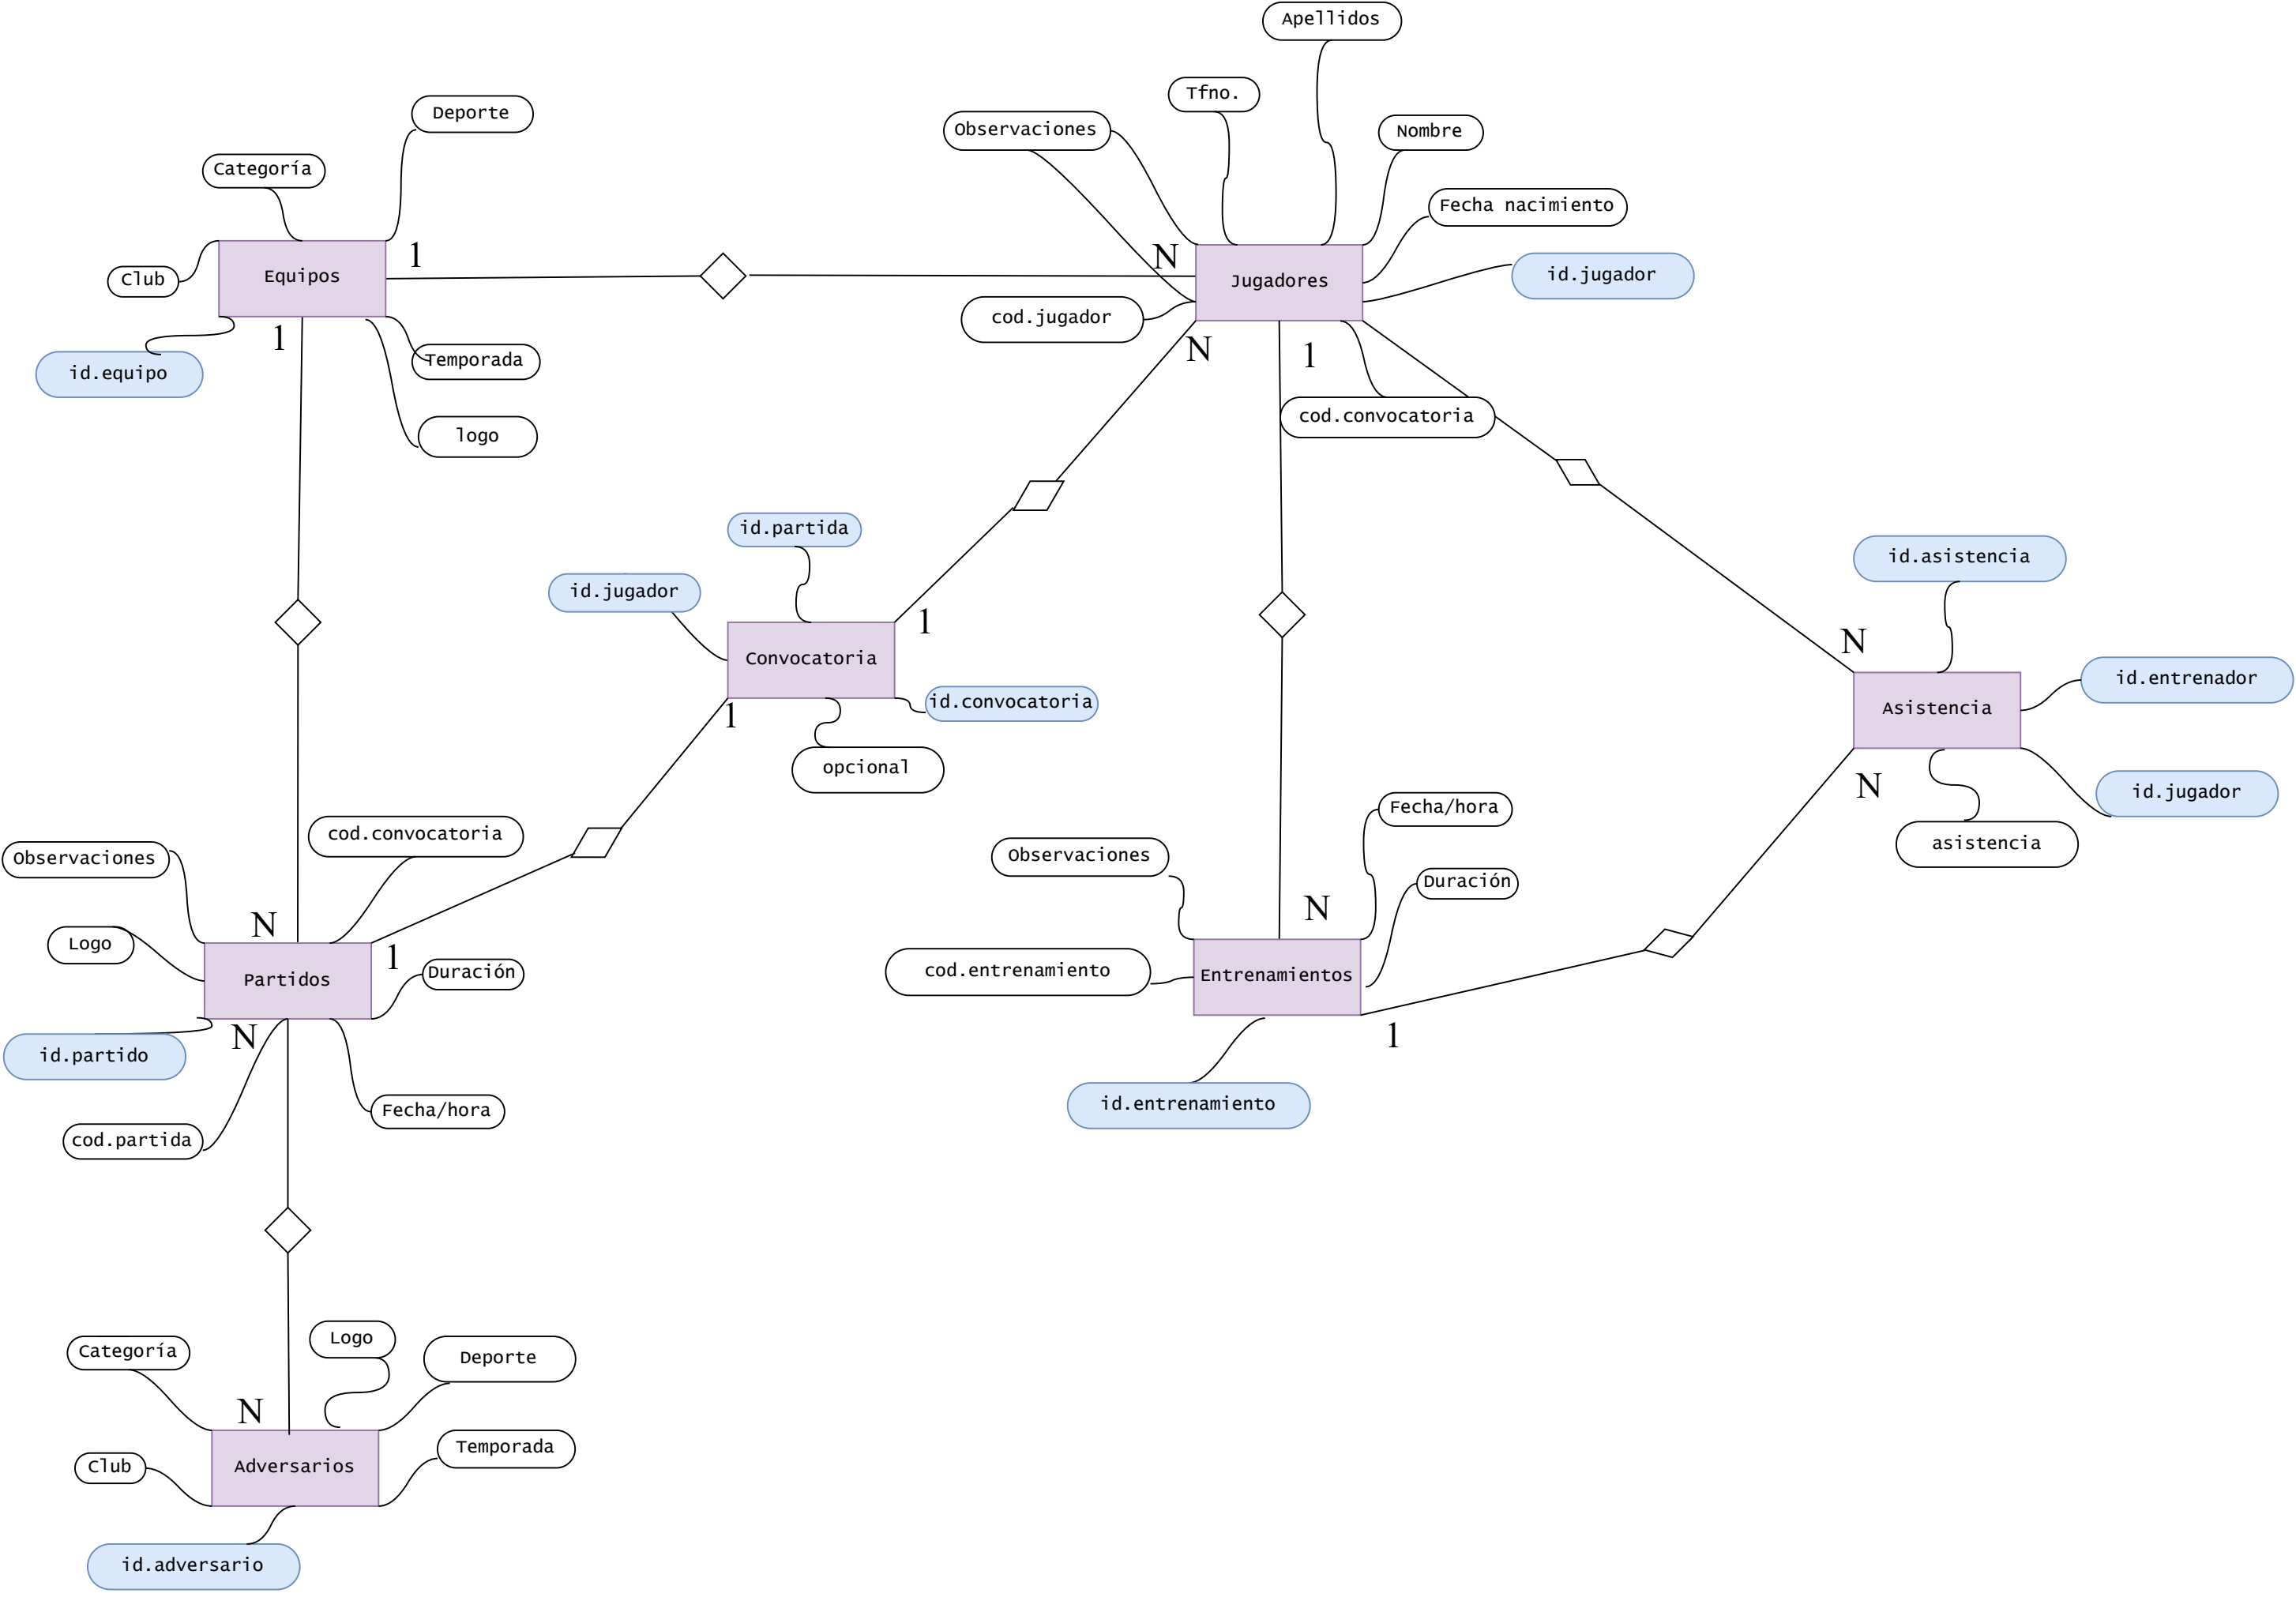 Apellidos
Tfno.
Deporte
Observaciones
Nombre
Categoría
Fecha nacimiento
1
N
Club
Equipos
Jugadores
id.jugador
cod.jugador
1
N
1
Temporada
id.equipo
cod.convocatoria
logo
id.partida
id.asistencia
id.jugador
1
N
Convocatoria
id.entrenador
id.convocatoria
Asistencia
1
opcional
N
id.jugador
Fecha/hora
cod.convocatoria
asistencia
Observaciones
Observaciones
Duración
N
N
Logo
1
Duración
cod.entrenamiento
Entrenamientos
Partidos
N
1
id.partido
id.entrenamiento
Fecha/hora
cod.partida
Logo
Categoría
Deporte
N
Temporada
Club
Adversarios
id.adversario